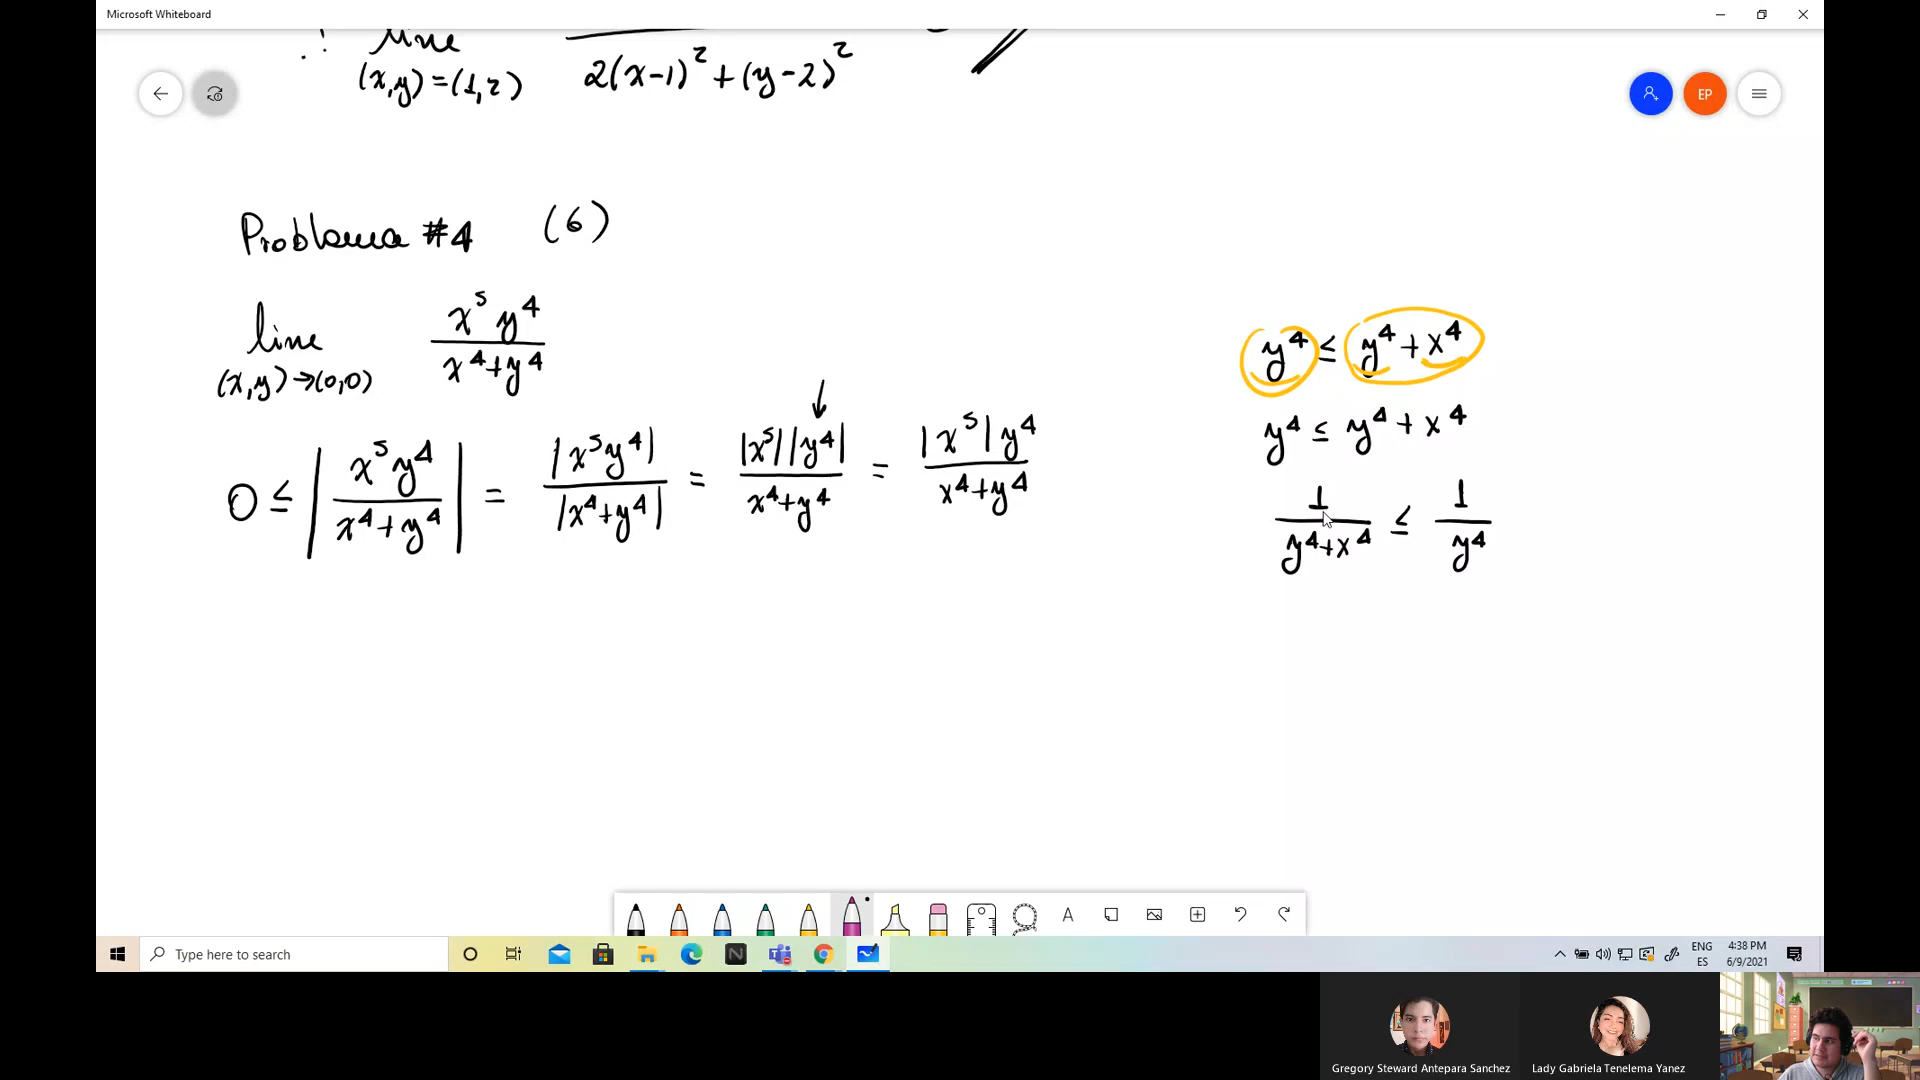 Microsoft Whiteboard
∴ lim
(x,y)=(1,2) 2(x-1)² + (y-2)²
EP
Problema #4 (6)
lim x⁵y⁴ / x⁴+y⁴
(x,y)→(0,0)
0 ≤ | x⁵y⁴ / x⁴+y⁴ | = |x⁵y⁴| / |x⁴+y⁴| = |x⁵||y⁴| / x⁴+y⁴ = |x⁵|y⁴ / x⁴+y⁴
y⁴ ≤ y⁴ + x⁴
y⁴ ≤ y⁴ + x⁴
1 / y⁴+x⁴ ≤ 1 / y⁴
A
Type here to search
ENG
ES
4:38 PM
6/9/2021
Gregory Steward Antepara Sanchez
Lady Gabriela Tenelema Yanez